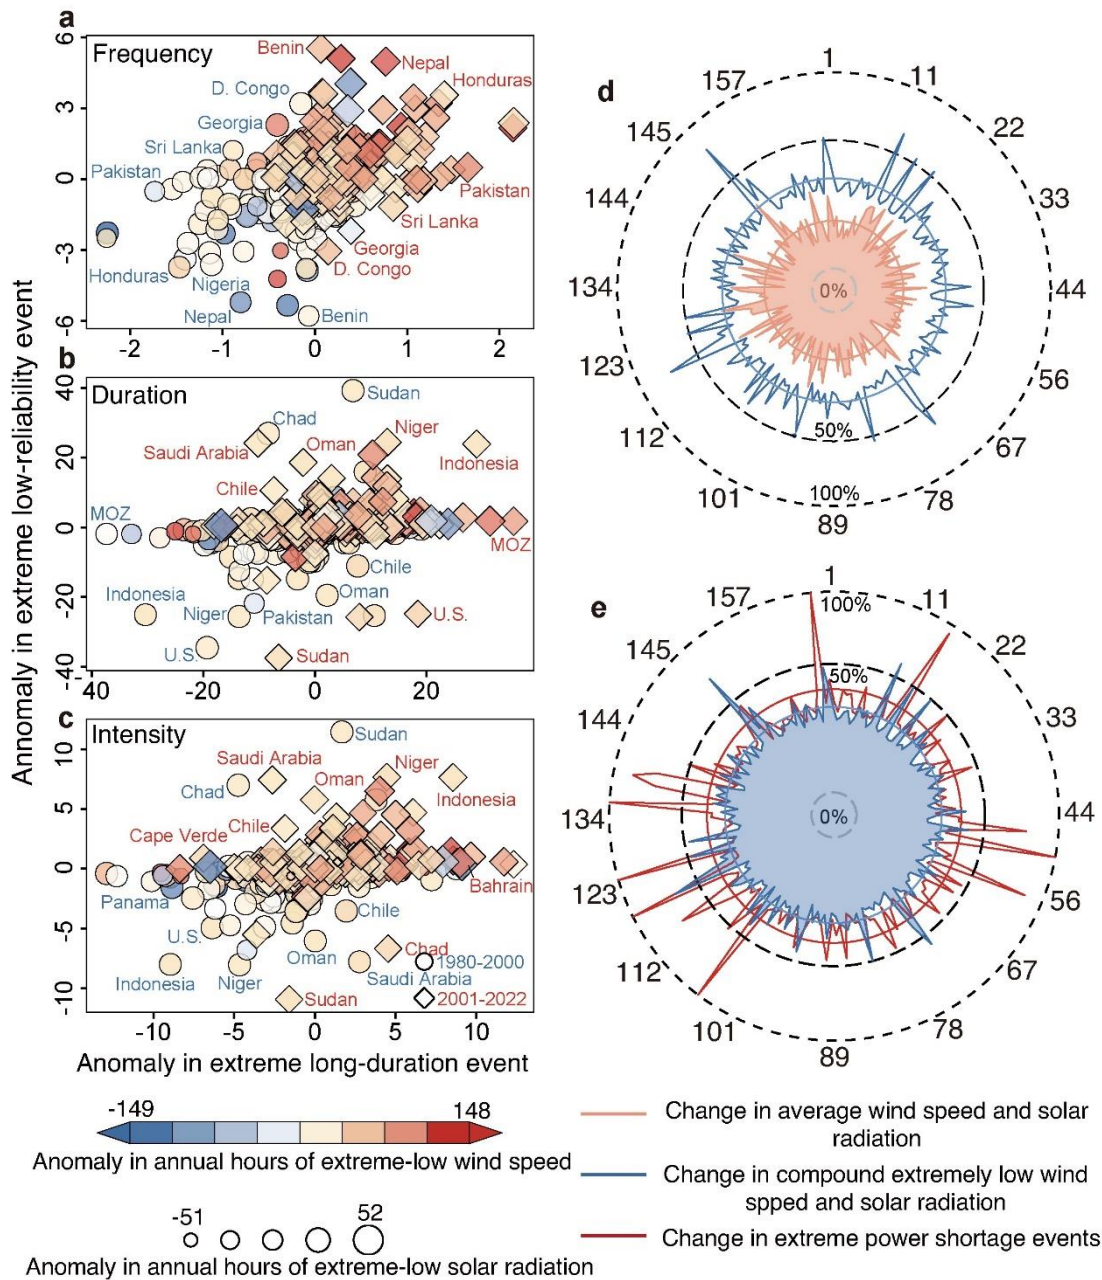 a
Frequency
6
3
0
-3
-6
Benin
Nepal
D. Congo
Honduras
Georgia
Sri Lanka
Pakistan
Pakistan
Sri Lanka
Georgia
D. Congo
Honduras
Nigeria
Nepal
Benin
-2
-1
0
1
2
b
Duration
40
20
0
-20
-40
Sudan
Chad
Niger
Saudi Arabia
Oman
Indonesia
Chile
MOZ
MOZ
Chile
Indonesia
Oman
Niger
Pakistan
U.S.
U.S.
Sudan
-40
-20
0
20
c
Intensity
10
5
0
-5
-10
Sudan
Saudi Arabia
Niger
Chad
Oman
Indonesia
Cape Verde
Chile
Panama
Bahrain
Chile
U.S.
Oman
Chad
Indonesia
Niger
Saudi Arabia
Sudan
1980-2000
2001-2022
-10
-5
0
5
10
Annomaly in extreme low-reliability event
Anomaly in extreme long-duration event
-149
148
Anomaly in annual hours of extreme-low wind speed
-51
52
Anomaly in annual hours of extreme-low solar radiation
d
1
11
22
33
44
56
67
78
89
101
112
123
134
144
145
157
0%
50%
100%
e
1
11
22
33
44
56
67
78
89
101
112
123
134
144
145
157
100%
50%
0%
Change in average wind speed and solar
radiation
Change in compound extremely low wind
spped and solar radiation
Change in extreme power shortage events